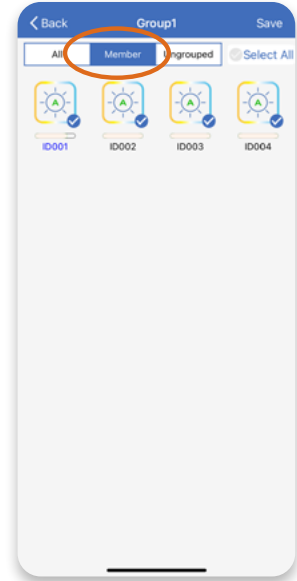 Back Group1 Save
All Member Ungrouped Select All
A A A A
ID001 ID002 ID003 ID004